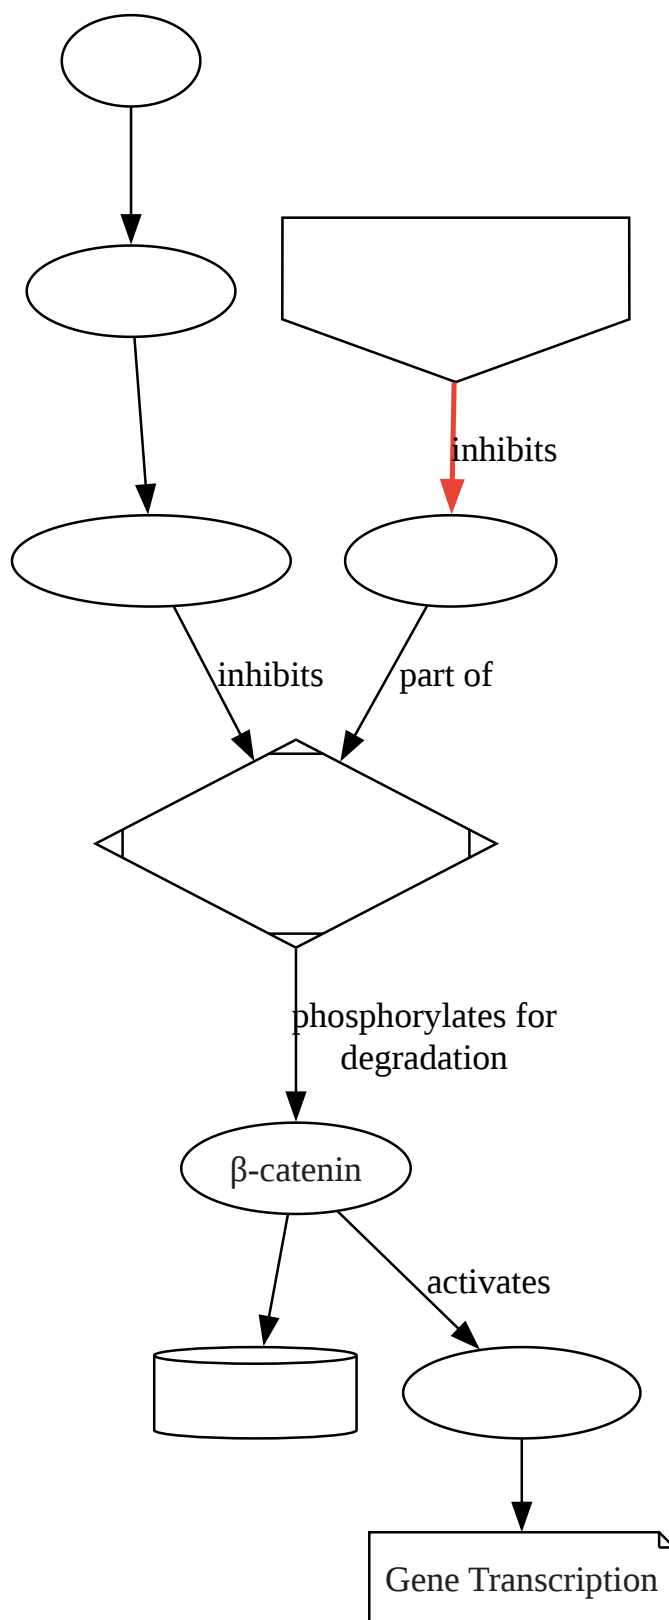 inhibits
inhibits
part of
phosphorylates for
degradation
β-catenin
activates
Gene Transcription